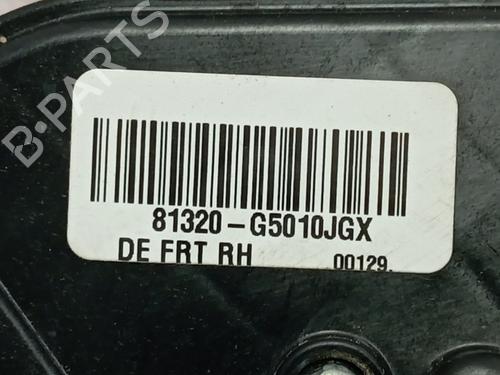 B-PARTS
81320-G5010JGX
DE FRT RH 00129.